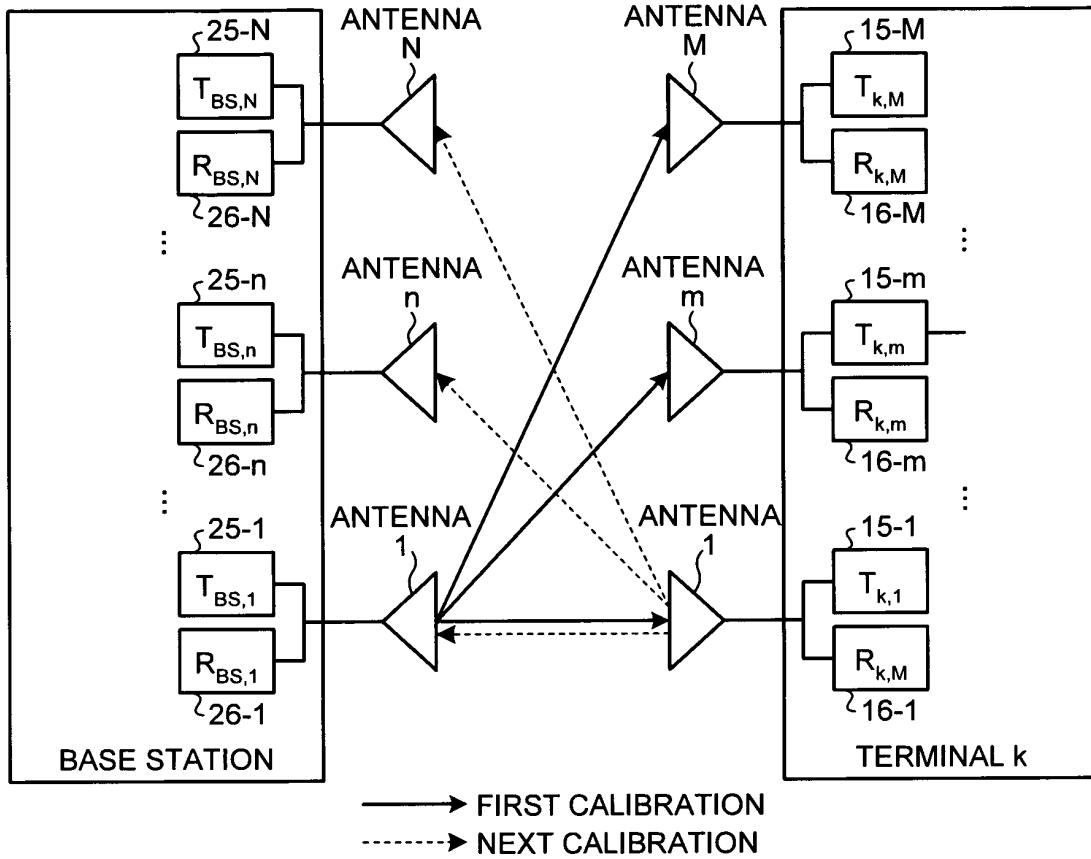 25-N
T_BS,N
R_BS,N
26-N
⋮
25-n
T_BS,n
R_BS,n
26-n
⋮
25-1
T_BS,1
R_BS,1
26-1
BASE STATION
ANTENNA
N
ANTENNA
n
ANTENNA
1
ANTENNA
M
ANTENNA
m
ANTENNA
1
15-M
T_k,M
R_k,M
16-M
⋮
15-m
T_k,m
R_k,m
16-m
⋮
15-1
T_k,1
R_k,M
16-1
TERMINAL k
FIRST CALIBRATION
NEXT CALIBRATION